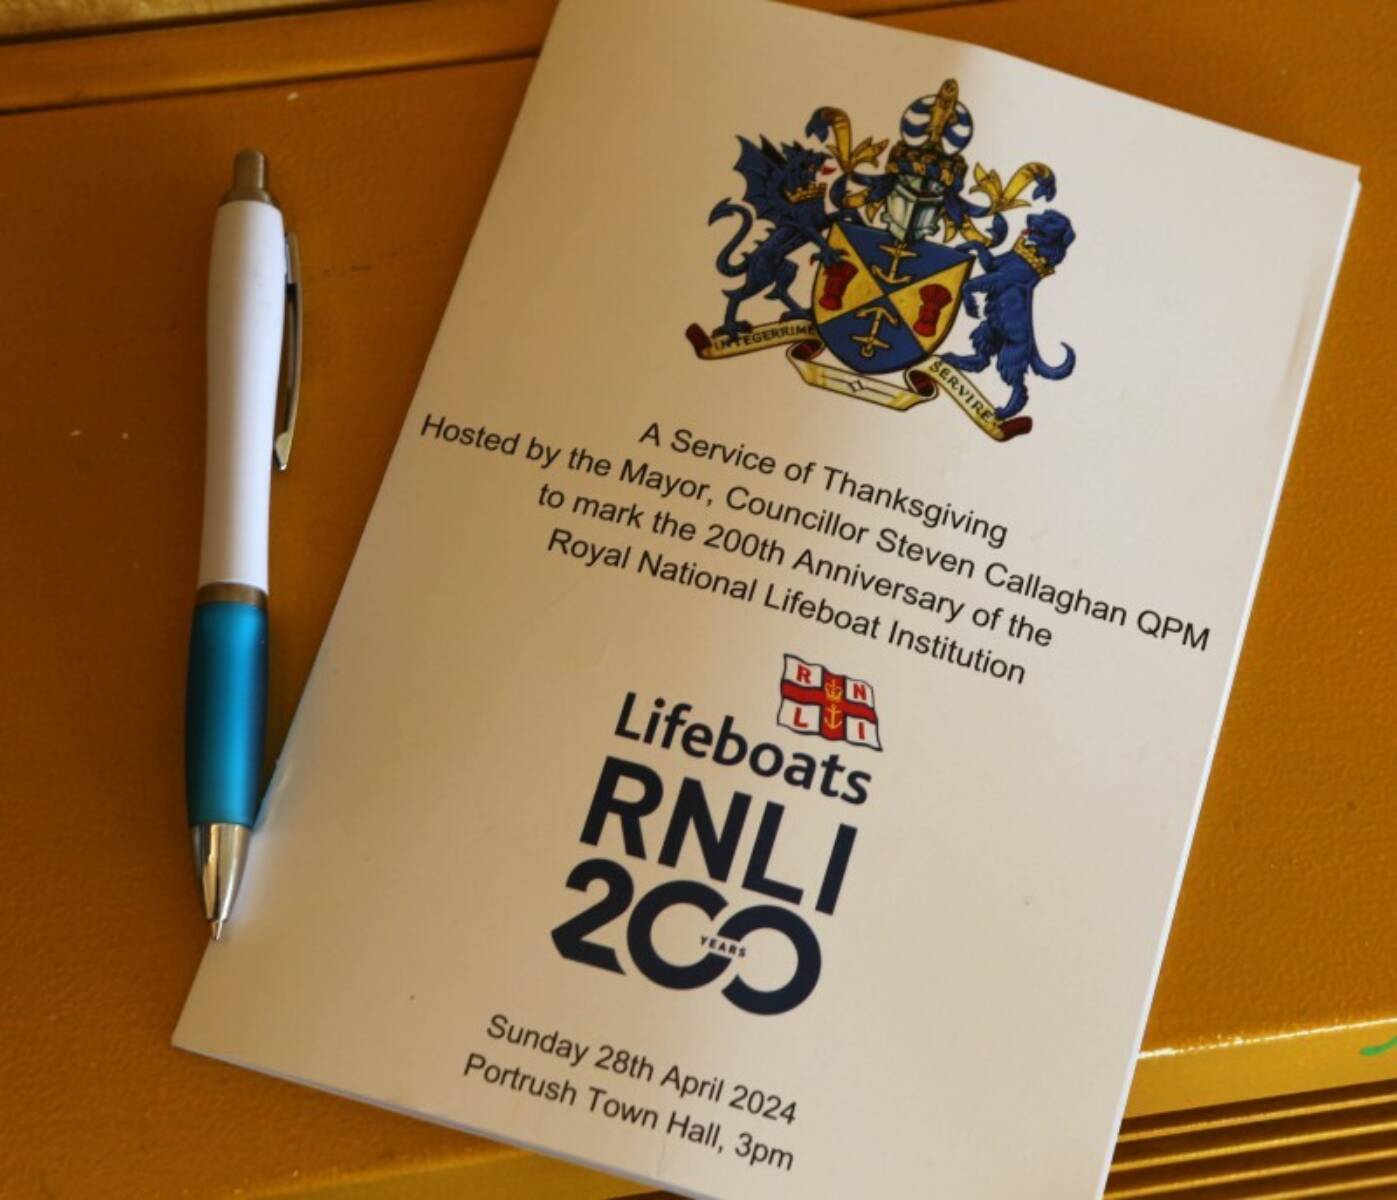 INTEGERRIME
SERVIRE
A Service of Thanksgiving
Hosted by the Mayor, Councillor Steven Callaghan QPM
to mark the 200th Anniversary of the
Royal National Lifeboat Institution
R N
L I
Lifeboats
RNLI
200
YEARS
Sunday 28th April 2024
Portrush Town Hall, 3pm